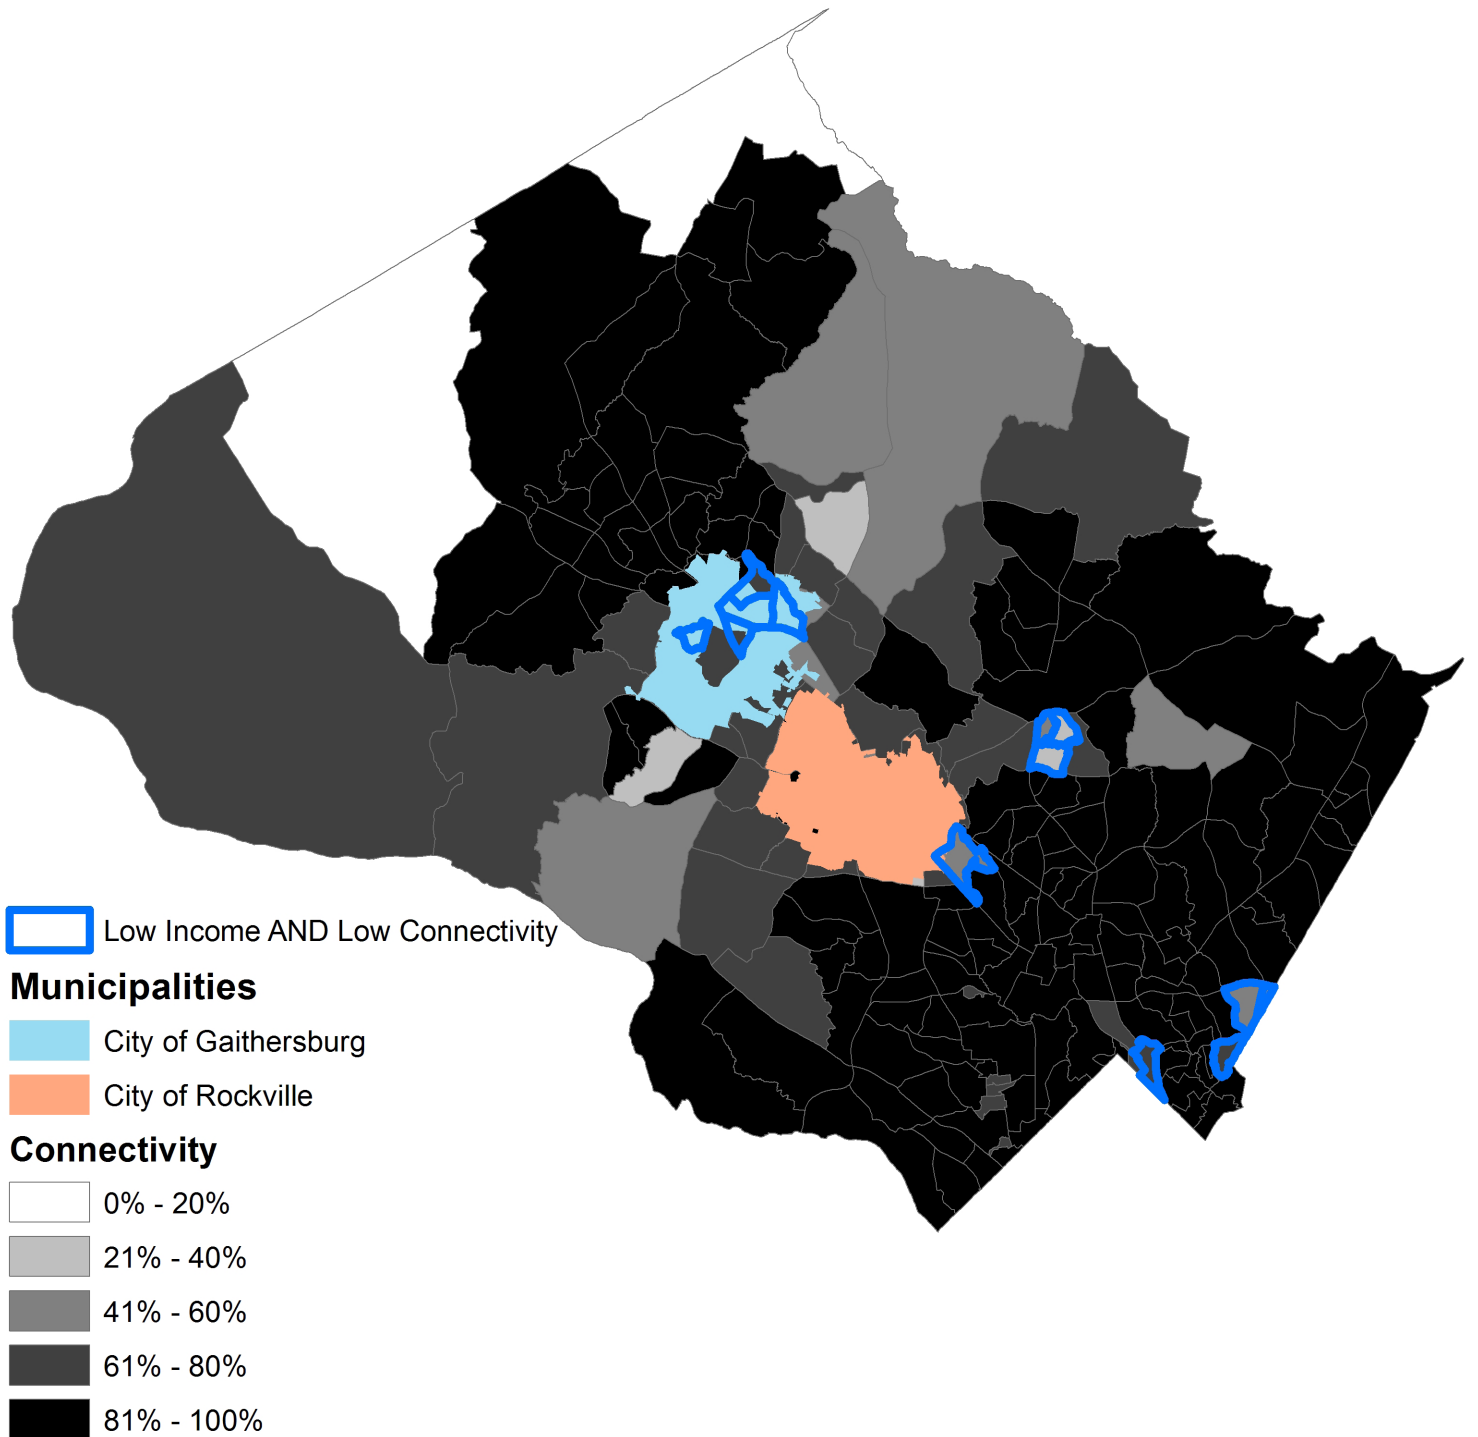 Low Income AND Low Connectivity
Municipalities
City of Gaithersburg
City of Rockville
Connectivity
0% - 20%
21% - 40%
41% - 60%
61% - 80%
81% - 100%